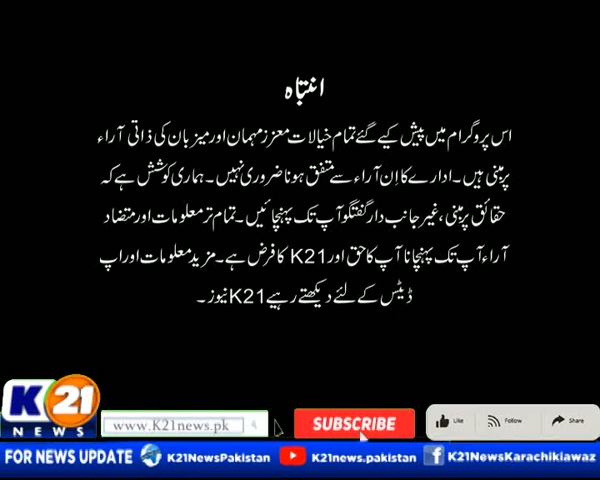 انتباہ
اس پروگرام میں پیش کیے گئے تمام خیالات معزز مہمان اور میزبان کی ذاتی آراء
پر مبنی ہیں۔ ادارے کا اِن آراء سے متفق ہونا ضروری نہیں۔ ہماری کوشش ہے کہ
حقائق پر مبنی، غیر جانب دار گفتگو آپ تک پہنچائیں۔ تمام تر معلومات اور متضاد
آراء آپ تک پہنچانا آپ کا حق اور K21 کا فرض ہے۔ مزید معلومات اور اپ
ڈیٹس کے لئے دیکھتے رہیے K21 نیوز۔
K21
NEWS
www.K21news.pk
SUBSCRIBE
Like
Follow
Share
FOR NEWS UPDATE
K21NewsPakistan
K21news.pakistan
K21NewsKarachikiawaz